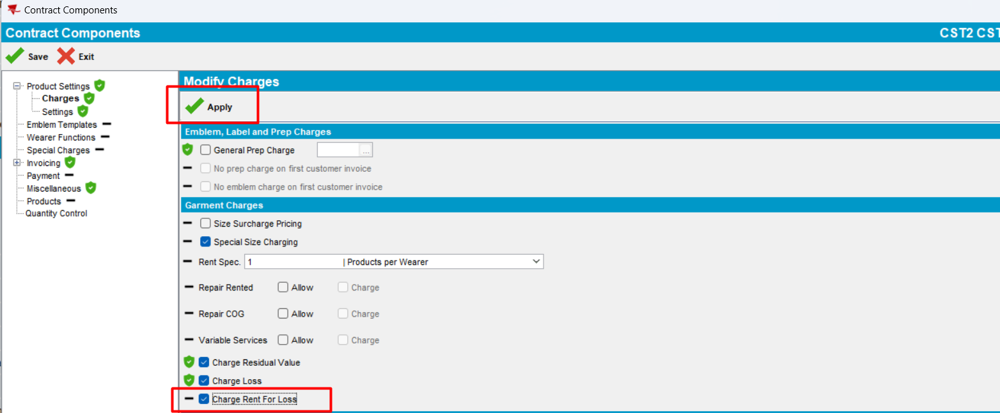 Contract Components
Contract Components CST2 CST
Save Exit
Product Settings
Charges
Settings
Emblem Templates
Wearer Functions
Special Charges
Invoicing
Payment
Miscellaneous
Products
Quantity Control
Modify Charges
Apply
Emblem, Label and Prep Charges
General Prep Charge ...
No prep charge on first customer invoice
No emblem charge on first customer invoice
Garment Charges
Size Surcharge Pricing
Special Size Charging
Rent Spec. 1 | Products per Wearer
Repair Rented Allow Charge
Repair COG Allow Charge
Variable Services Allow Charge
Charge Residual Value
Charge Loss
Charge Rent For Loss